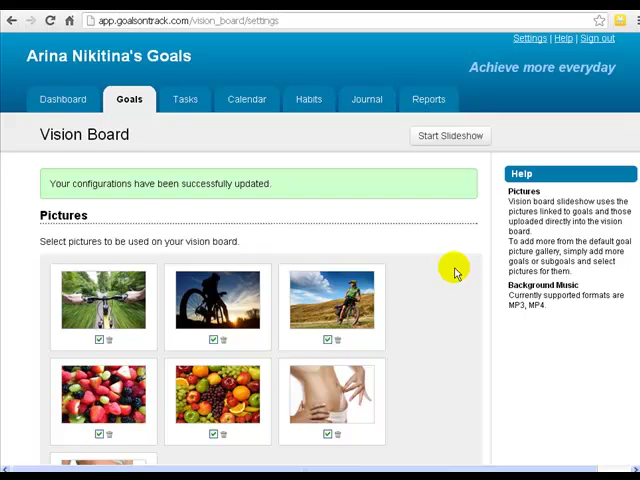 app.goalsontrack.com/vision_board/settings
Settings | Help | Sign out
Arina Nikitina's Goals
Achieve more everyday
Dashboard Goals Tasks Calendar Habits Journal Reports
Vision Board
Start Slideshow
Your configurations have been successfully updated.
Pictures
Select pictures to be used on your vision board.
Help
Pictures
Vision board slideshow uses the
pictures linked to goals and those
uploaded directly into the vision
board.
To add more from the default goal
picture gallery, simply add more
goals or subgoals and select
pictures for them.
Background Music
Currently supported formats are
MP3, MP4.